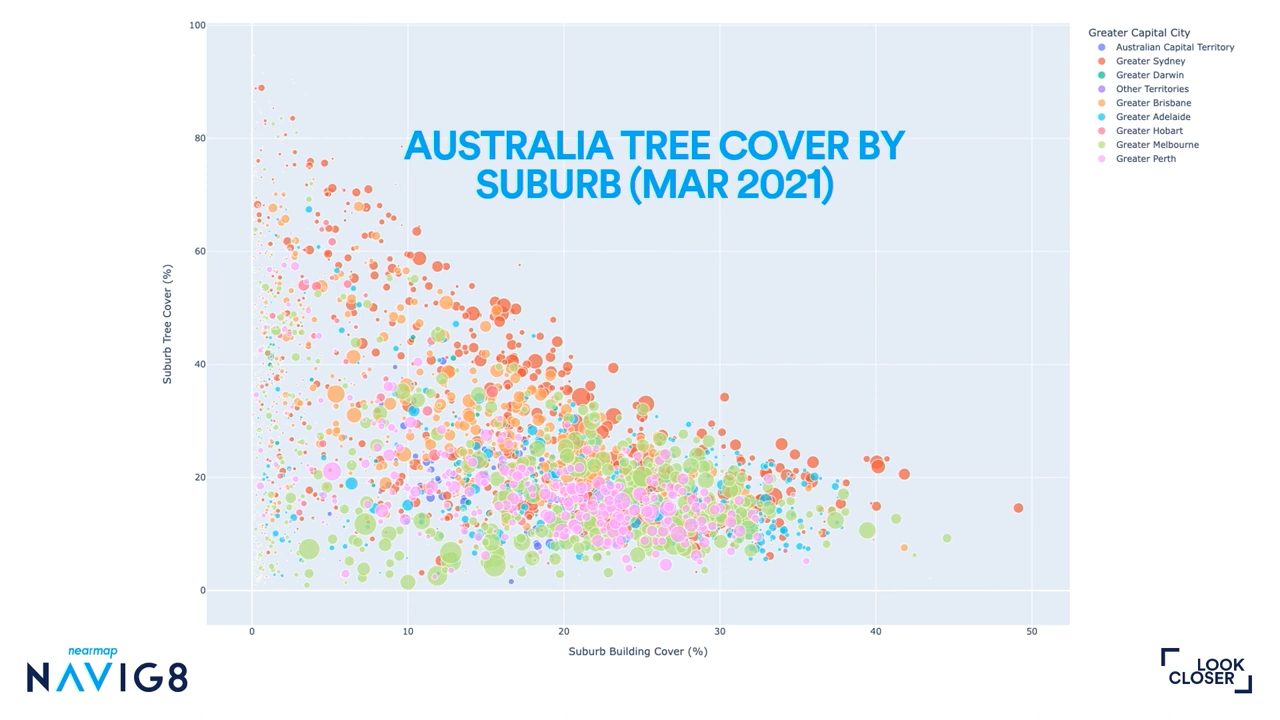 AUSTRALIA TREE COVER BY
SUBURB (MAR 2021)
Greater Capital City
Australian Capital Territory
Greater Sydney
Greater Darwin
Other Territories
Greater Brisbane
Greater Adelaide
Greater Hobart
Greater Melbourne
Greater Perth
Suburb Tree Cover (%)
100
80
60
40
20
0
0 10 20 30 40 50
Suburb Building Cover (%)
nearmap
NAVIG8
LOOK
CLOSER